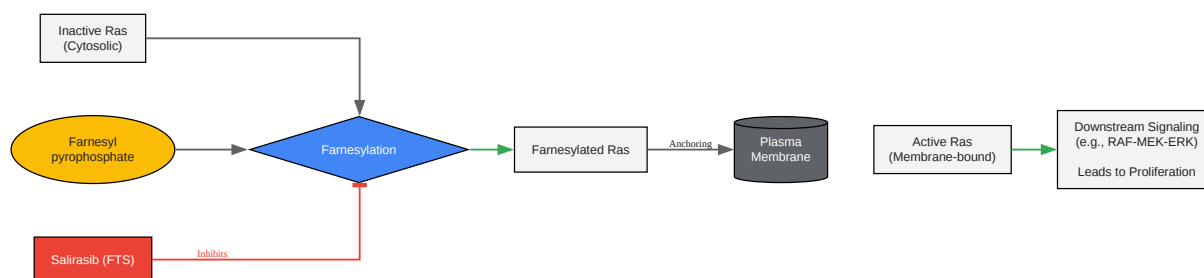 Inactive Ras
(Cytosolic)
Farnesyl
pyrophosphate
Farnesylation
Farnesylated Ras
Anchoring
Plasma
Membrane
Active Ras
(Membrane-bound)
Downstream Signaling
(e.g., RAF-MEK-ERK)
Leads to Proliferation
Salirasib (FTS)
Inhibits